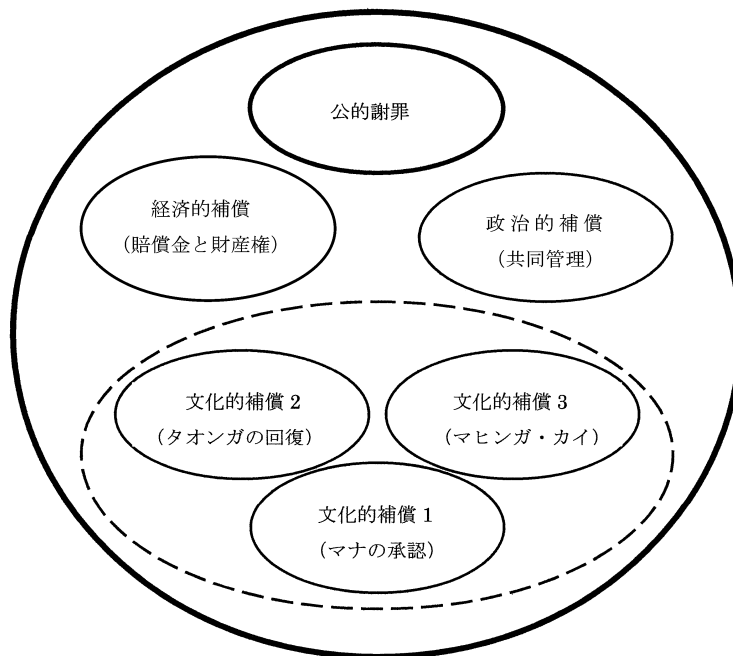 公的謝罪
経済的補償
（賠償金と財産権）
政治的補償
（共同管理）
文化的補償 2
（タオンガの回復）
文化的補償 3
（マヒンガ・カイ）
文化的補償 1
（マナの承認）